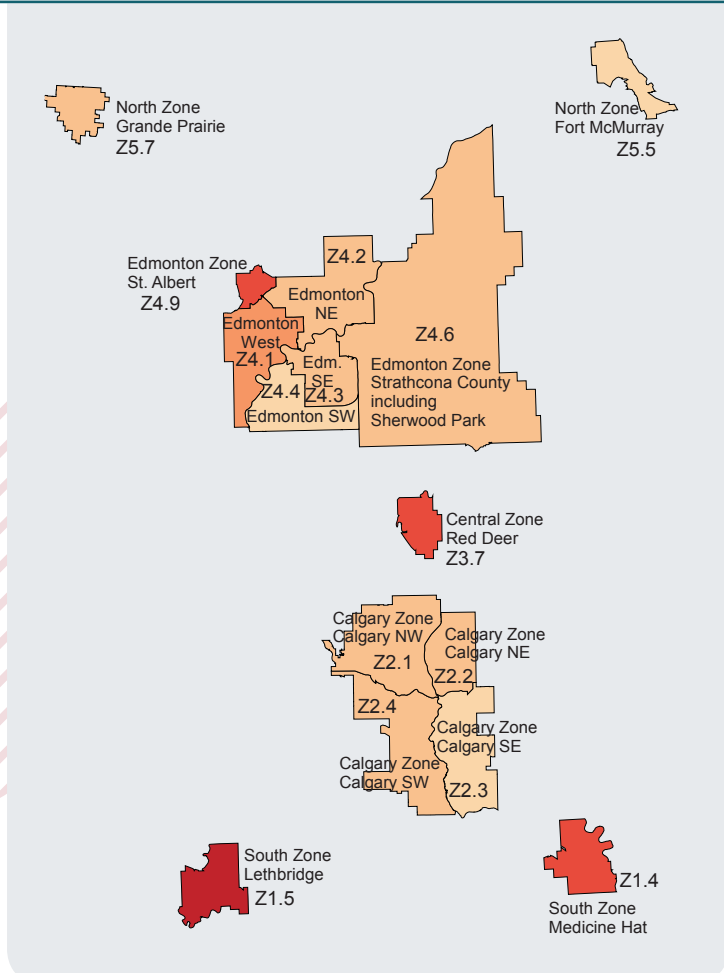 North Zone
Grande Prairie
Z5.7
North Zone
Fort McMurray
Z5.5
Edmonton Zone
St. Albert
Z4.9
Z4.2
Edmonton
NE
Edmonton
West
Z4.1
Edm.
SE
Z4.3
Z4.4
Edmonton SW
Z4.6
Edmonton Zone
Strathcona County
including
Sherwood Park
Central Zone
Red Deer
Z3.7
Calgary Zone
Calgary NW
Z2.1
Calgary Zone
Calgary NE
Z2.2
Z2.4
Calgary Zone
Calgary SW
Calgary Zone
Calgary SE
Z2.3
South Zone
Lethbridge
Z1.5
Z1.4
South Zone
Medicine Hat